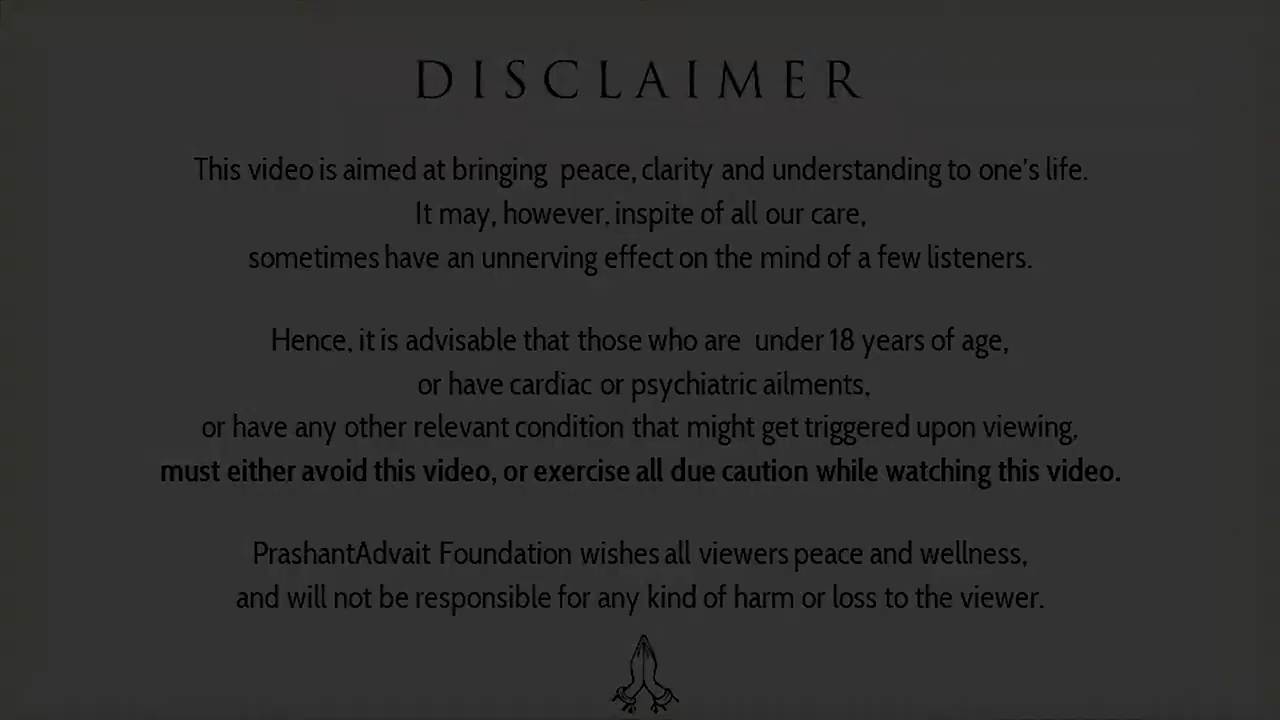 DISCLAIMER
This video is aimed at bringing peace, clarity and understanding to one's life.
It may, however, inspite of all our care,
sometimes have an unnerving effect on the mind of a few listeners.
Hence, it is advisable that those who are under 18 years of age,
or have cardiac or psychiatric ailments,
or have any other relevant condition that might get triggered upon viewing,
must either avoid this video, or exercise all due caution while watching this video.
PrashantAdvait Foundation wishes all viewers peace and wellness,
and will not be responsible for any kind of harm or loss to the viewer.